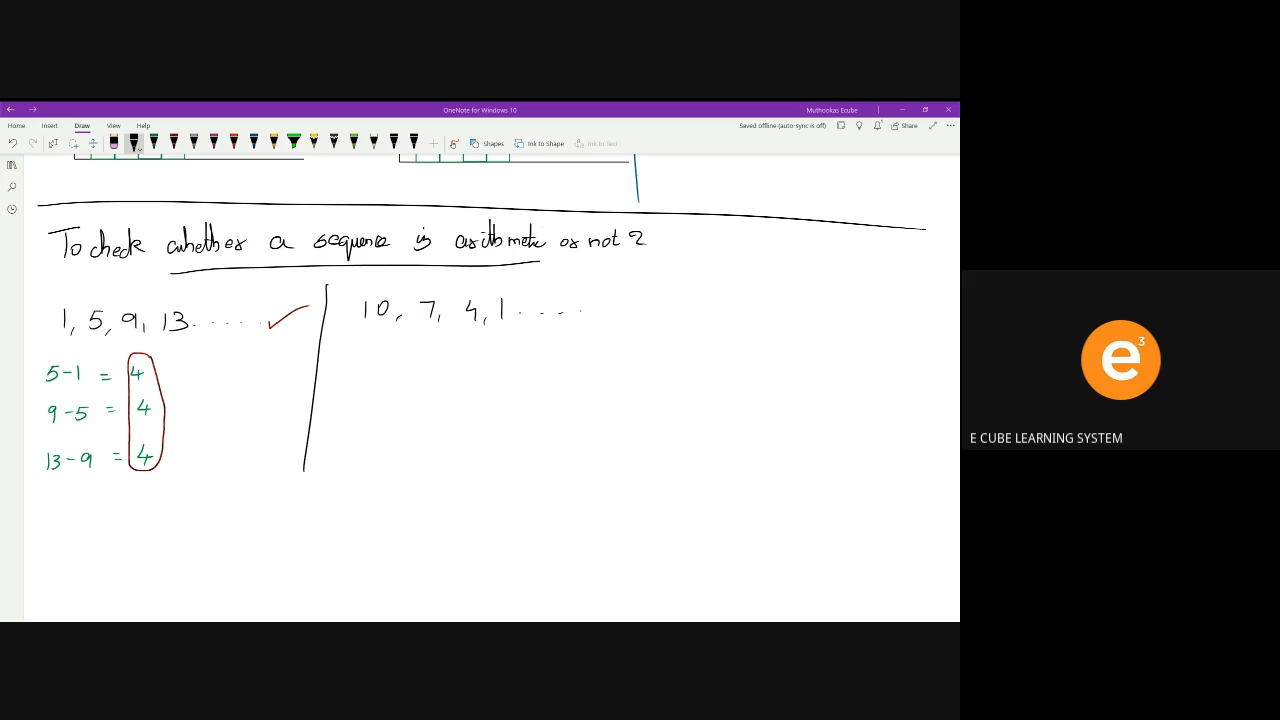 OneNote for Windows 10
Muthookas Ecube
Home Insert Draw View Help
Saved offline (auto-sync is off)
Share
Shapes Ink to Shape Ink to Text
To check whether a sequence is arithmetic or not ?
1, 5, 9, 13 . . . . . ✓
10, 7, 4, 1 . . . . .
5-1 = 4
9-5 = 4
13-9 = 4
e3
E CUBE LEARNING SYSTEM